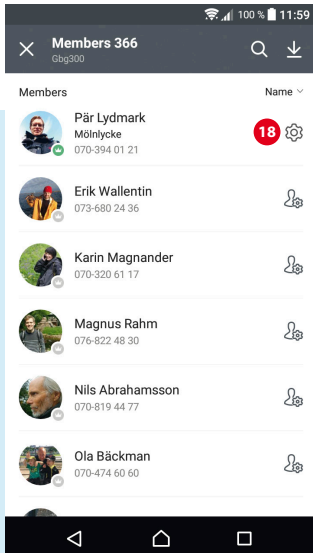 100 % 11:59
Members 366
Gbg300
Members Name
Pär Lydmark
Mölnlycke
18
070-394 01 21
Erik Wallentin
073-680 24 36
Karin Magnander
070-320 61 17
Magnus Rahm
076-822 48 30
Nils Abrahamsson
070-819 44 77
Ola Bäckman
070-474 60 60